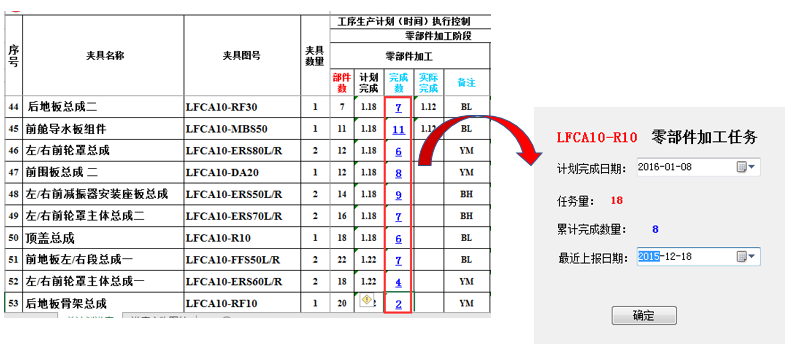 工序生产计划（时间）执行控制
零部件加工阶段
序号 夹具名称 夹具图号 夹具数量 零部件加工
部件数 计划完成 完成数 实际完成 备注
44 后地板总成二 LFCA10-RF30 1 7 1.18 7 1.12 BL
45 前舱导水板组件 LFCA10-MBS50 1 11 1.18 11 1.12 BL
46 左/右前轮罩总成 LFCA10-ERS80L/R 2 12 1.18 6 YM
47 前围板总成 二 LFCA10-DA20 1 12 1.18 8 YM
48 左/右前减振器安装座板总成 LFCA10-ERS50L/R 2 14 1.18 9 BH
49 左/右前轮罩主体总成二 LFCA10-ERS70L/R 2 16 1.18 7 BH
50 顶盖总成 LFCA10-R10 1 18 1.18 6 BL
51 前地板左/右段总成一 LFCA10-FFS50L/R 2 22 1.22 7 BL
52 左/右前轮罩主体总成一 LFCA10-ERS60L/R 2 18 1.22 4 YM
53 后地板骨架总成 LFCA10-RF10 1 20 2 YM
LFCA10-R10 零部件加工任务
计划完成日期： 2016-01-08
任务量： 18
累计完成数量： 8
最近上报日期： 2015-12-18
确定